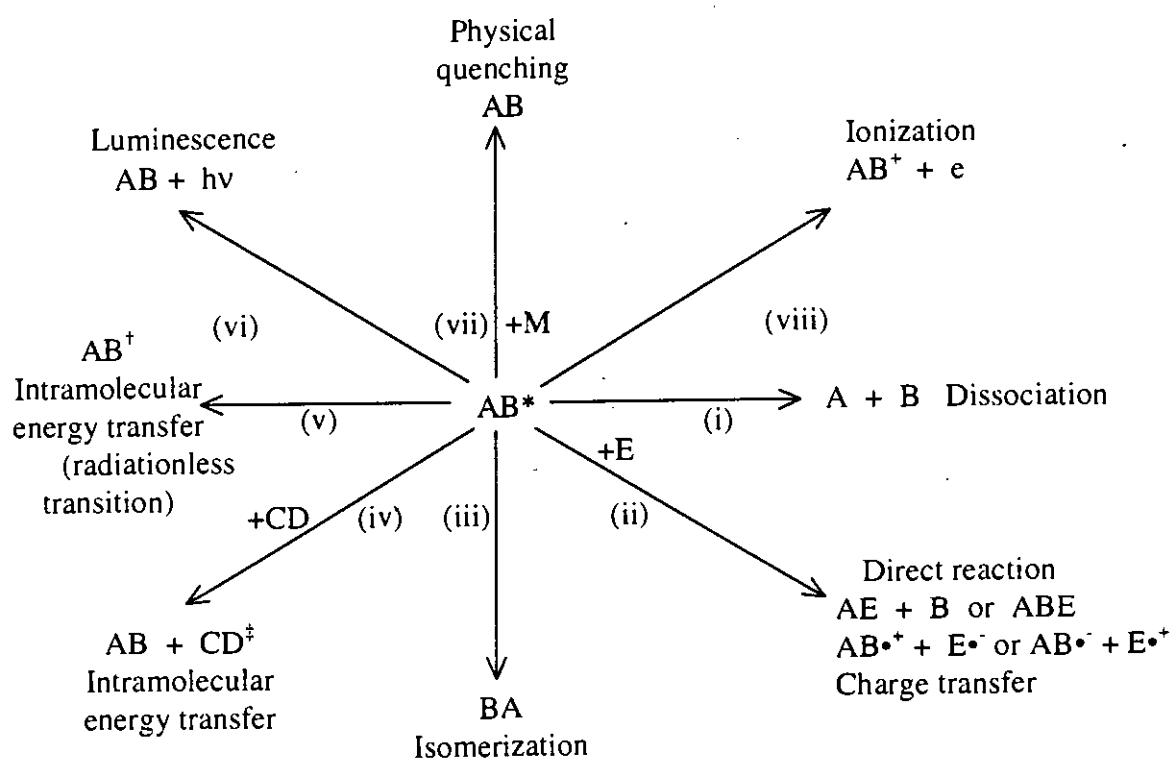 Physical
quenching
AB
Luminescence
AB + hν
Ionization
AB⁺ + e
(vi)
(vii) +M
(viii)
AB†
Intramolecular
energy transfer
(radiationless
transition)
(v)
AB*
(i)
A + B Dissociation
+E
+CD
(iv)
(iii)
(ii)
AB + CD‡
Intramolecular
energy transfer
BA
Isomerization
Direct reaction
AE + B or ABE
AB•⁺ + E•⁻ or AB•⁻ + E•⁺
Charge transfer